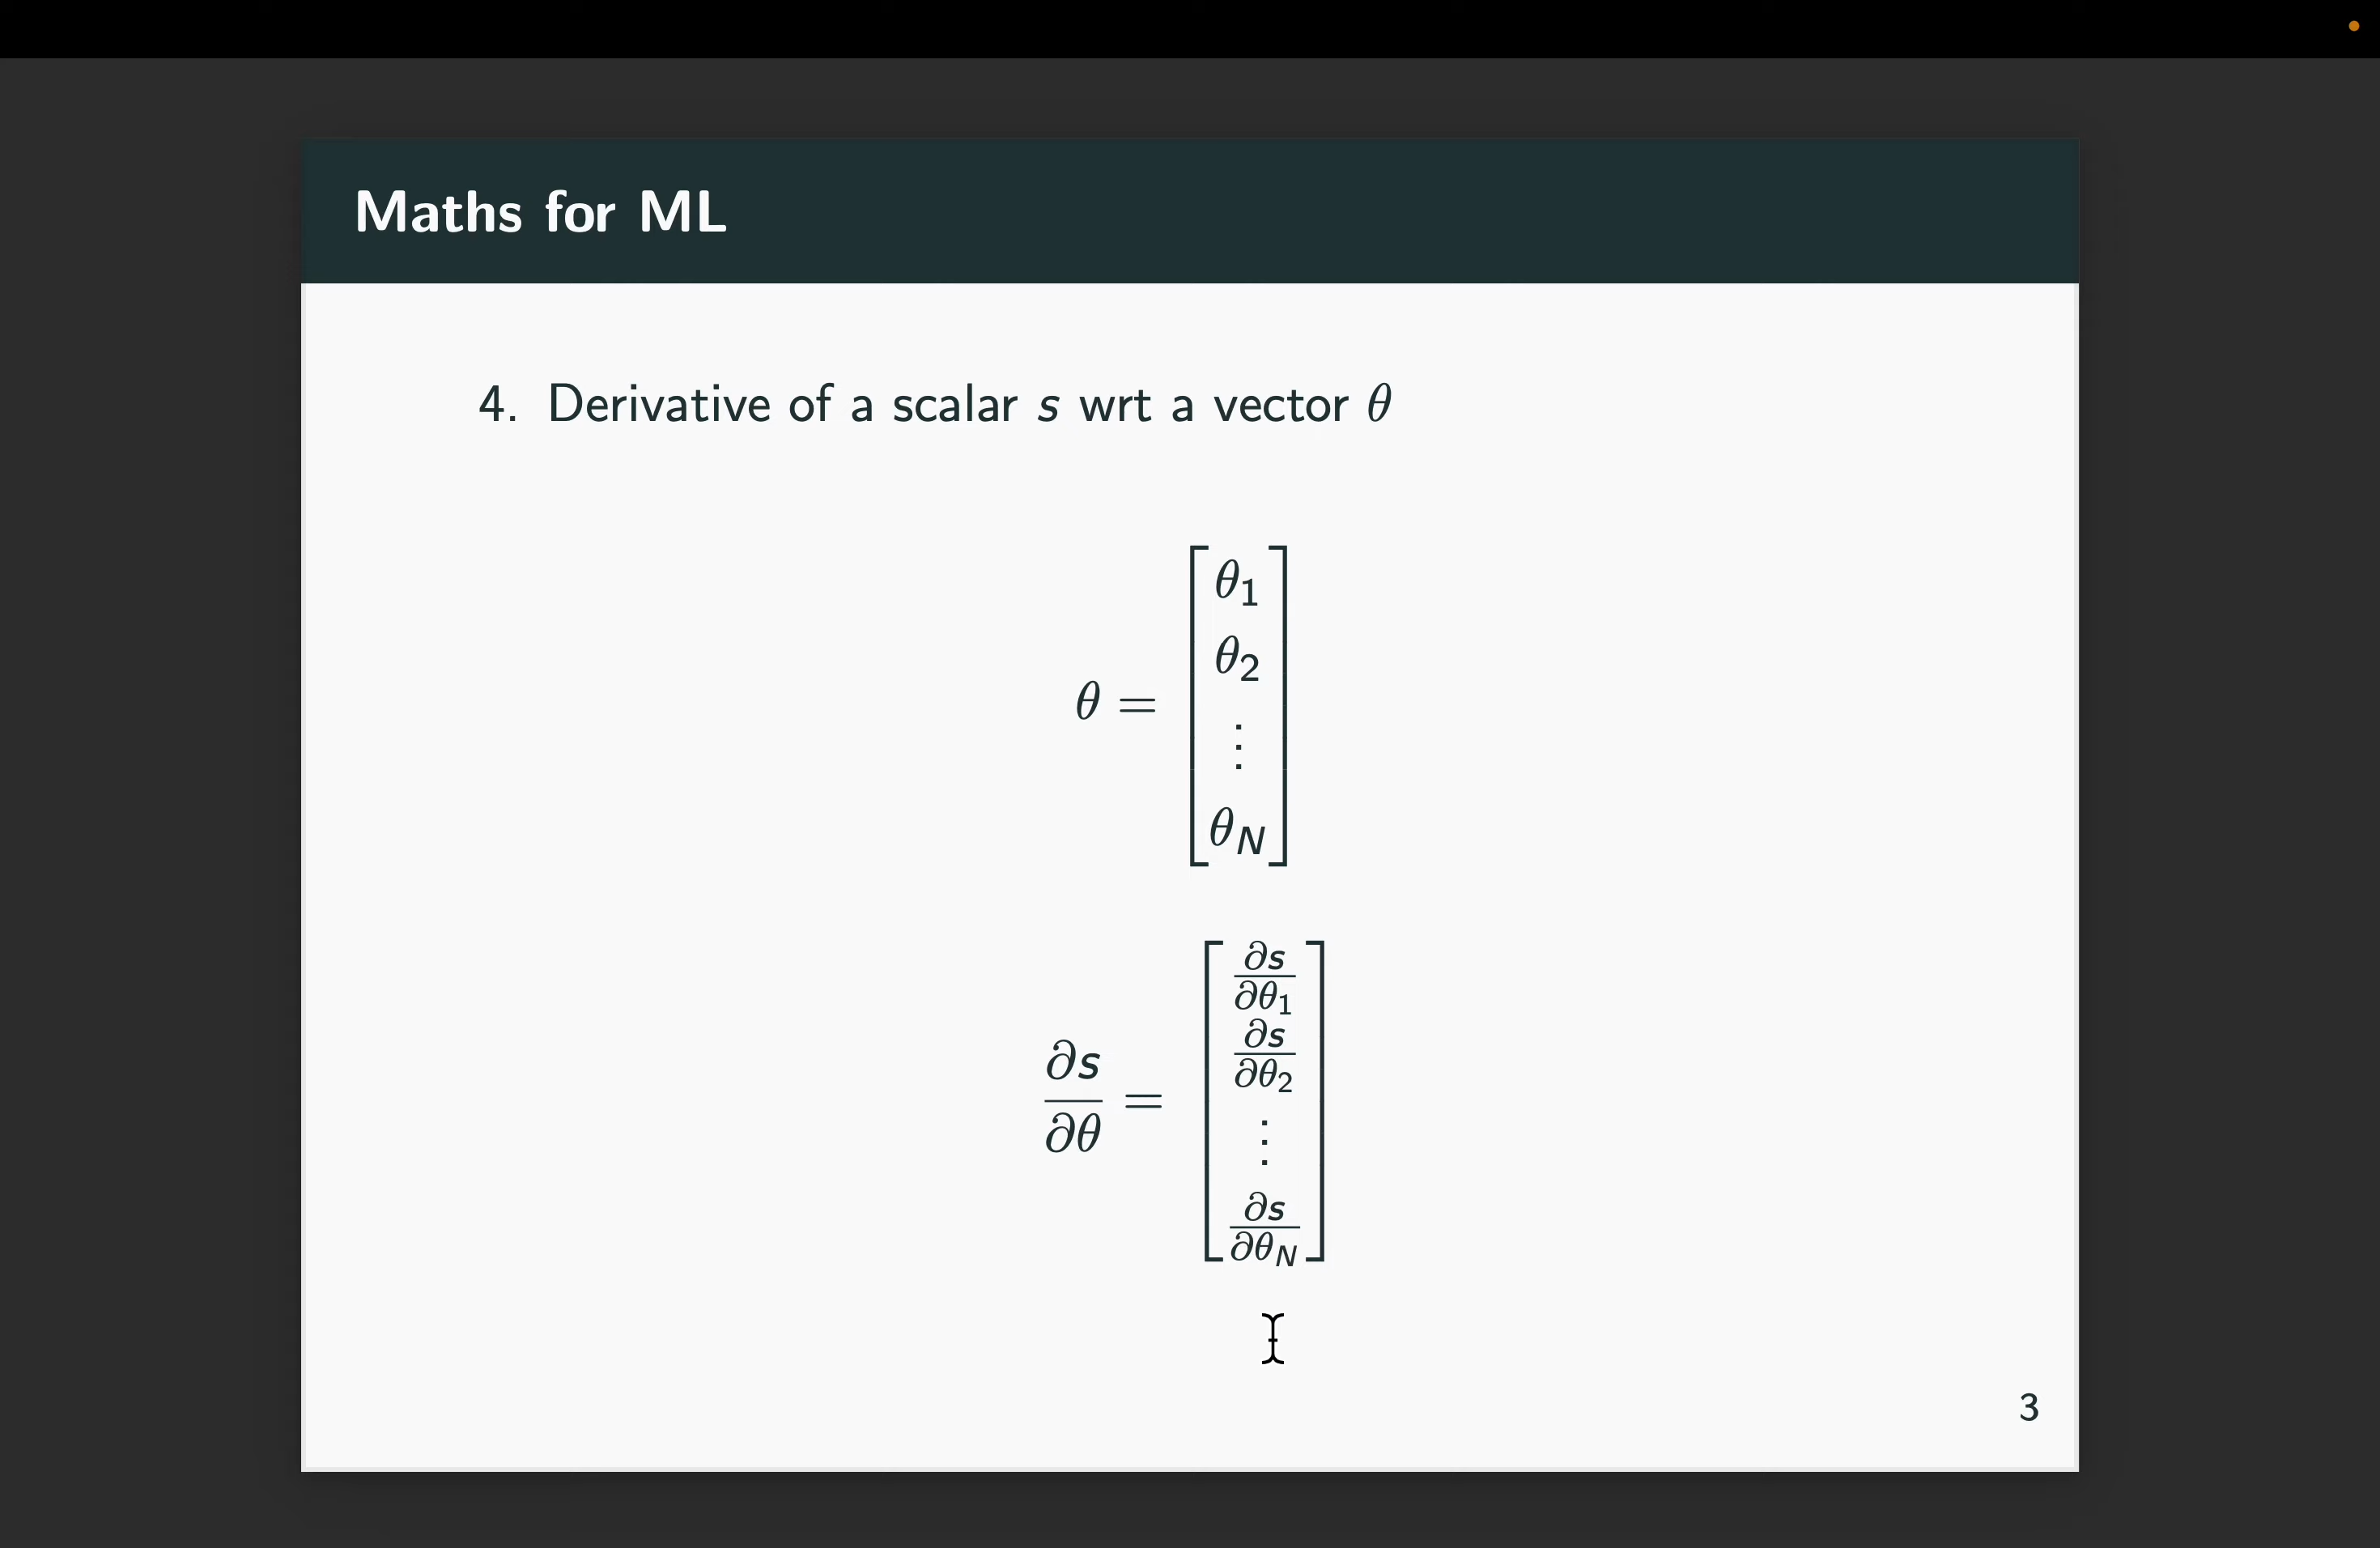 Maths for ML
4. Derivative of a scalar s wrt a vector θ
θ = [θ₁ θ₂ ⋮ θ_N]
∂s/∂θ = [∂s/∂θ₁ ∂s/∂θ₂ ⋮ ∂s/∂θ_N]
3